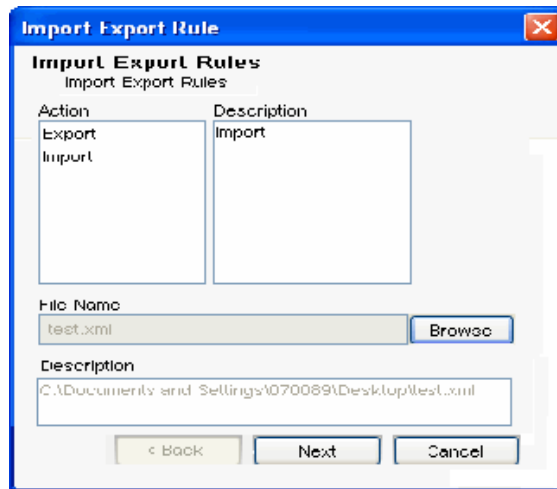 Import Export Rule
Import Export Rules
Import Export Rules
Action
Description
Export
Import
Import
File Name
test.xml
Browse
Description
C:\Documents and Settings\070089\Desktop\test.xml
< Back
Next
Cancel